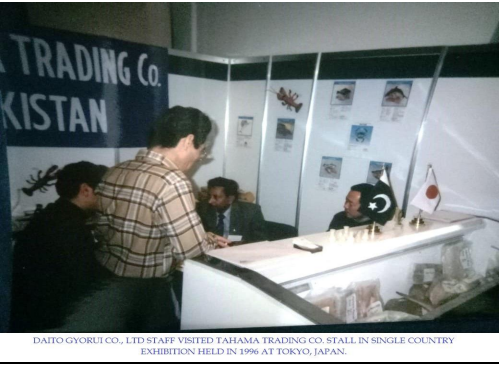 TRADING CO.
KISTAN
DAITO GYORUI CO., LTD STAFF VISITED TAHAMA TRADING CO. STALL IN SINGLE COUNTRY
EXHIBITION HELD IN 1996 AT TOKYO, JAPAN.